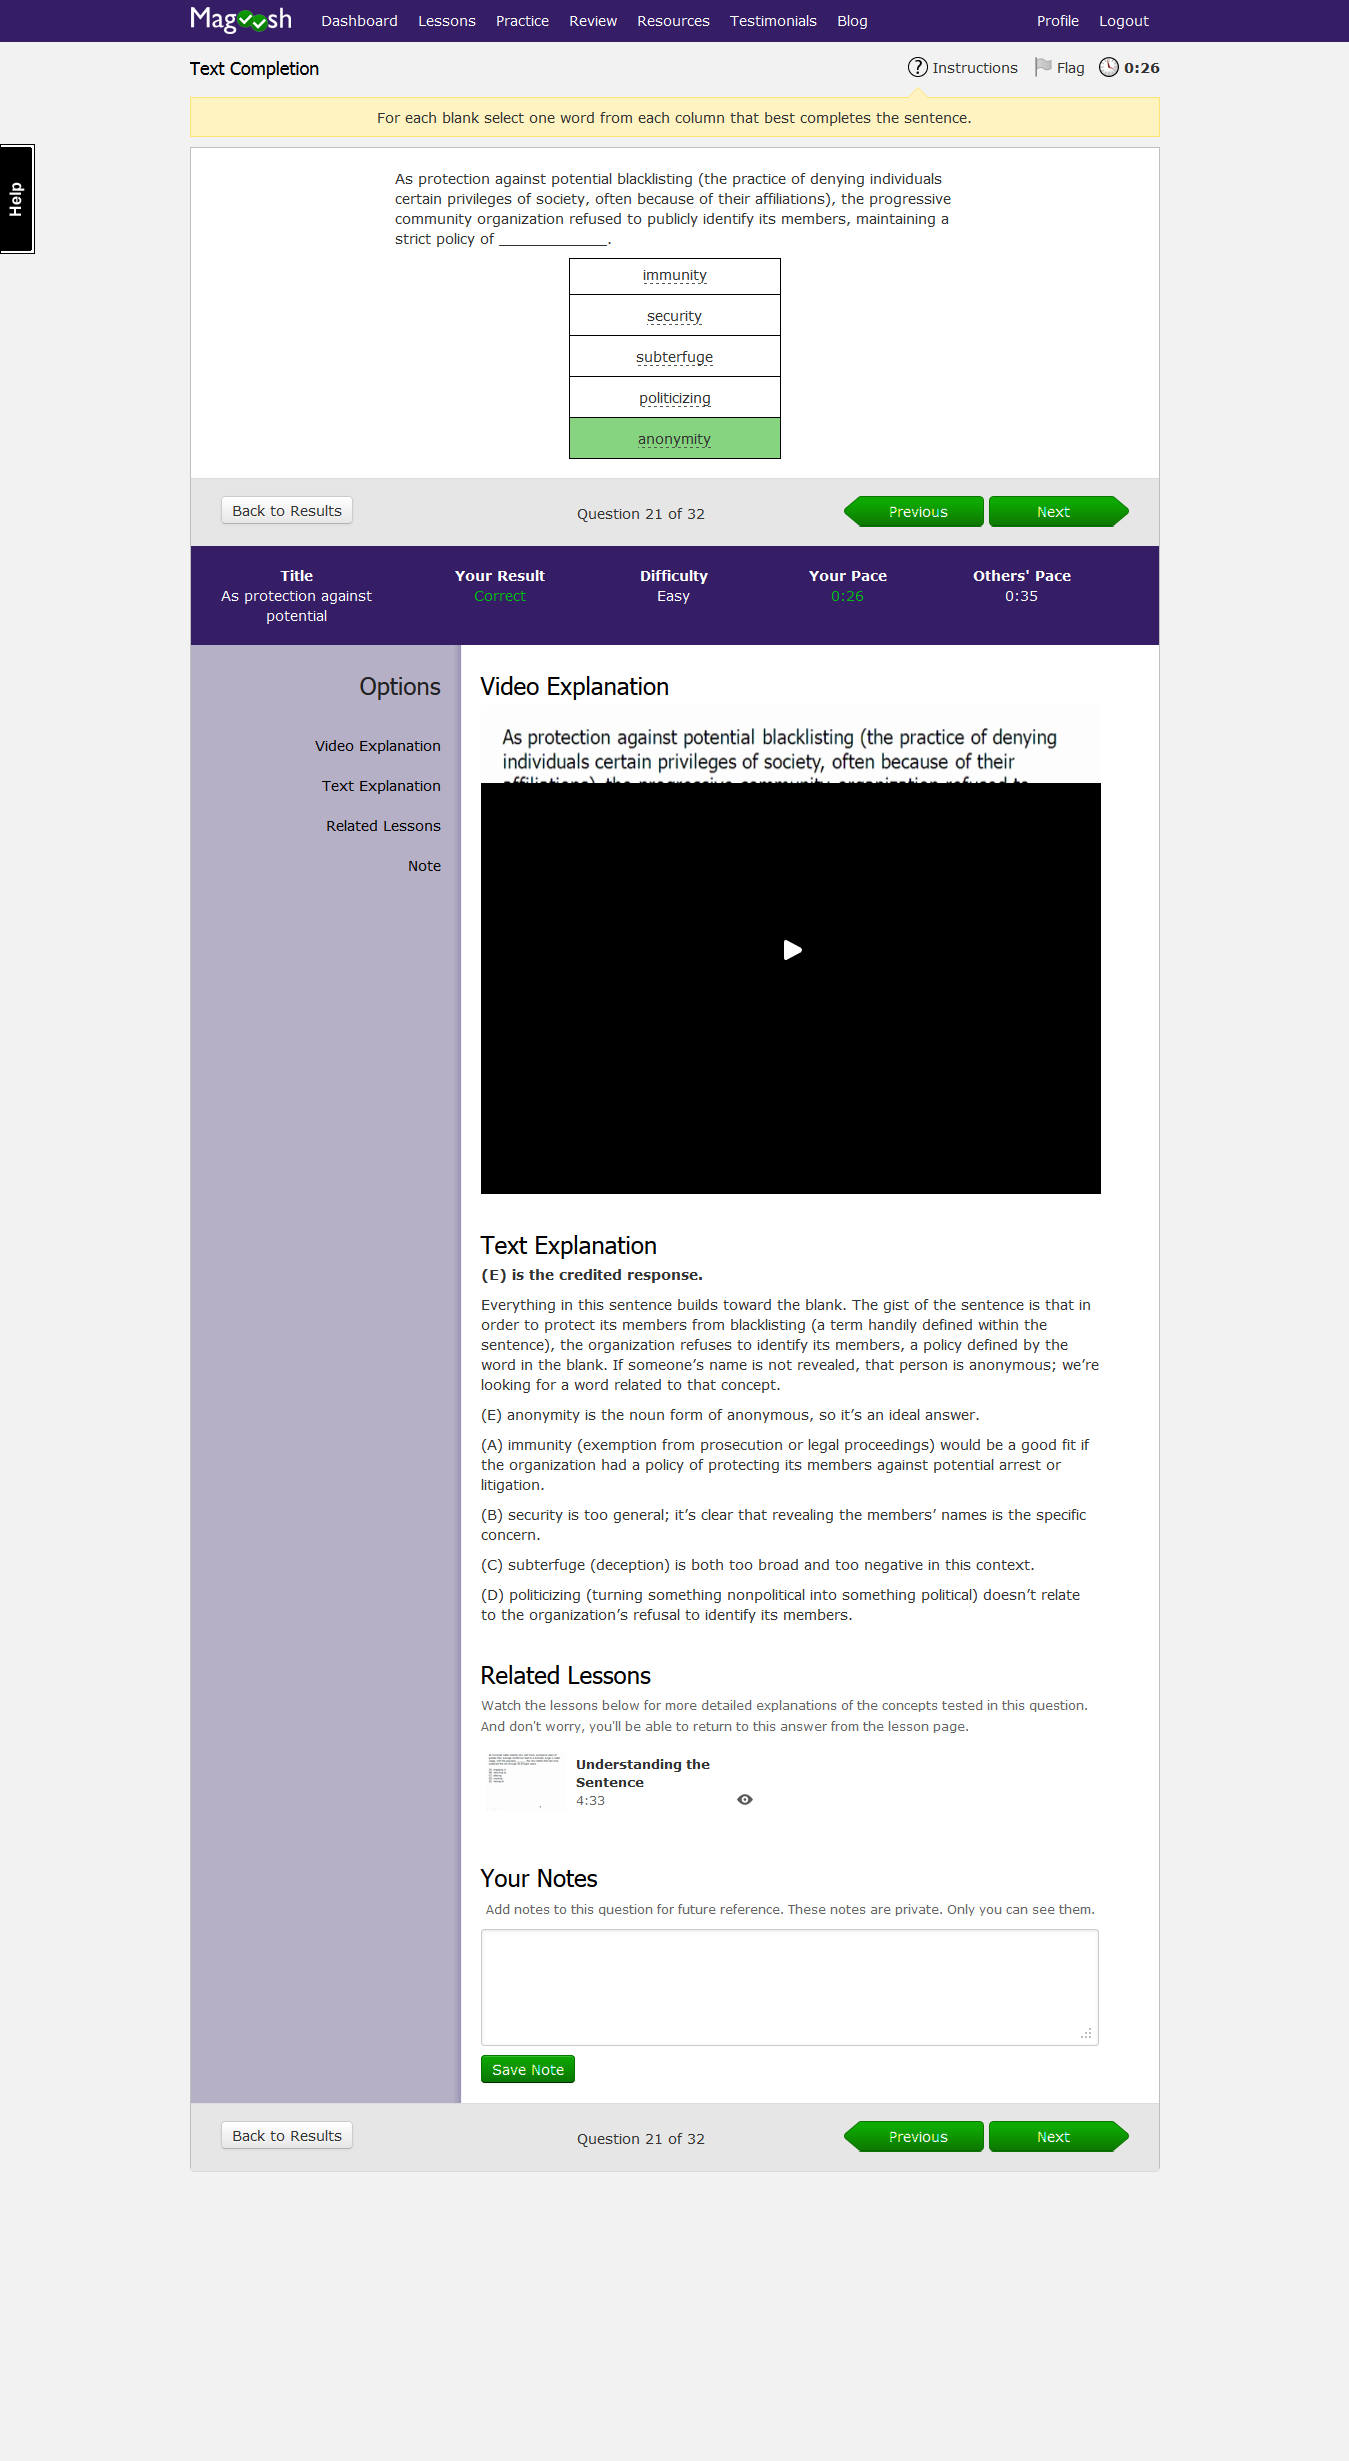 Magoosh Dashboard Lessons Practice Review Resources Testimonials Blog Profile Logout
Text Completion Instructions Flag 0:26
For each blank select one word from each column that best completes the sentence.
Help
As protection against potential blacklisting (the practice of denying individuals
certain privileges of society, often because of their affiliations), the progressive
community organization refused to publicly identify its members, maintaining a
strict policy of _____________.
immunity
security
subterfuge
politicizing
anonymity
Back to Results Question 21 of 32 Previous Next
Title Your Result Difficulty Your Pace Others' Pace
As protection against Correct Easy 0:26 0:35
potential
Options
Video Explanation
Text Explanation
Related Lessons
Note
Video Explanation
As protection against potential blacklisting (the practice of denying
individuals certain privileges of society, often because of their
affiliations), the progressive community organization refused to
Text Explanation
(E) is the credited response.
Everything in this sentence builds toward the blank. The gist of the sentence is that in
order to protect its members from blacklisting (a term handily defined within the
sentence), the organization refuses to identify its members, a policy defined by the
word in the blank. If someone’s name is not revealed, that person is anonymous; we’re
looking for a word related to that concept.
(E) anonymity is the noun form of anonymous, so it’s an ideal answer.
(A) immunity (exemption from prosecution or legal proceedings) would be a good fit if
the organization had a policy of protecting its members against potential arrest or
litigation.
(B) security is too general; it’s clear that revealing the members’ names is the specific
concern.
(C) subterfuge (deception) is both too broad and too negative in this context.
(D) politicizing (turning something nonpolitical into something political) doesn’t relate
to the organization’s refusal to identify its members.
Related Lessons
Watch the lessons below for more detailed explanations of the concepts tested in this question.
And don't worry, you'll be able to return to this answer from the lesson page.
Understanding the
Sentence
4:33
Your Notes
Add notes to this question for future reference. These notes are private. Only you can see them.
Save Note
Back to Results Question 21 of 32 Previous Next